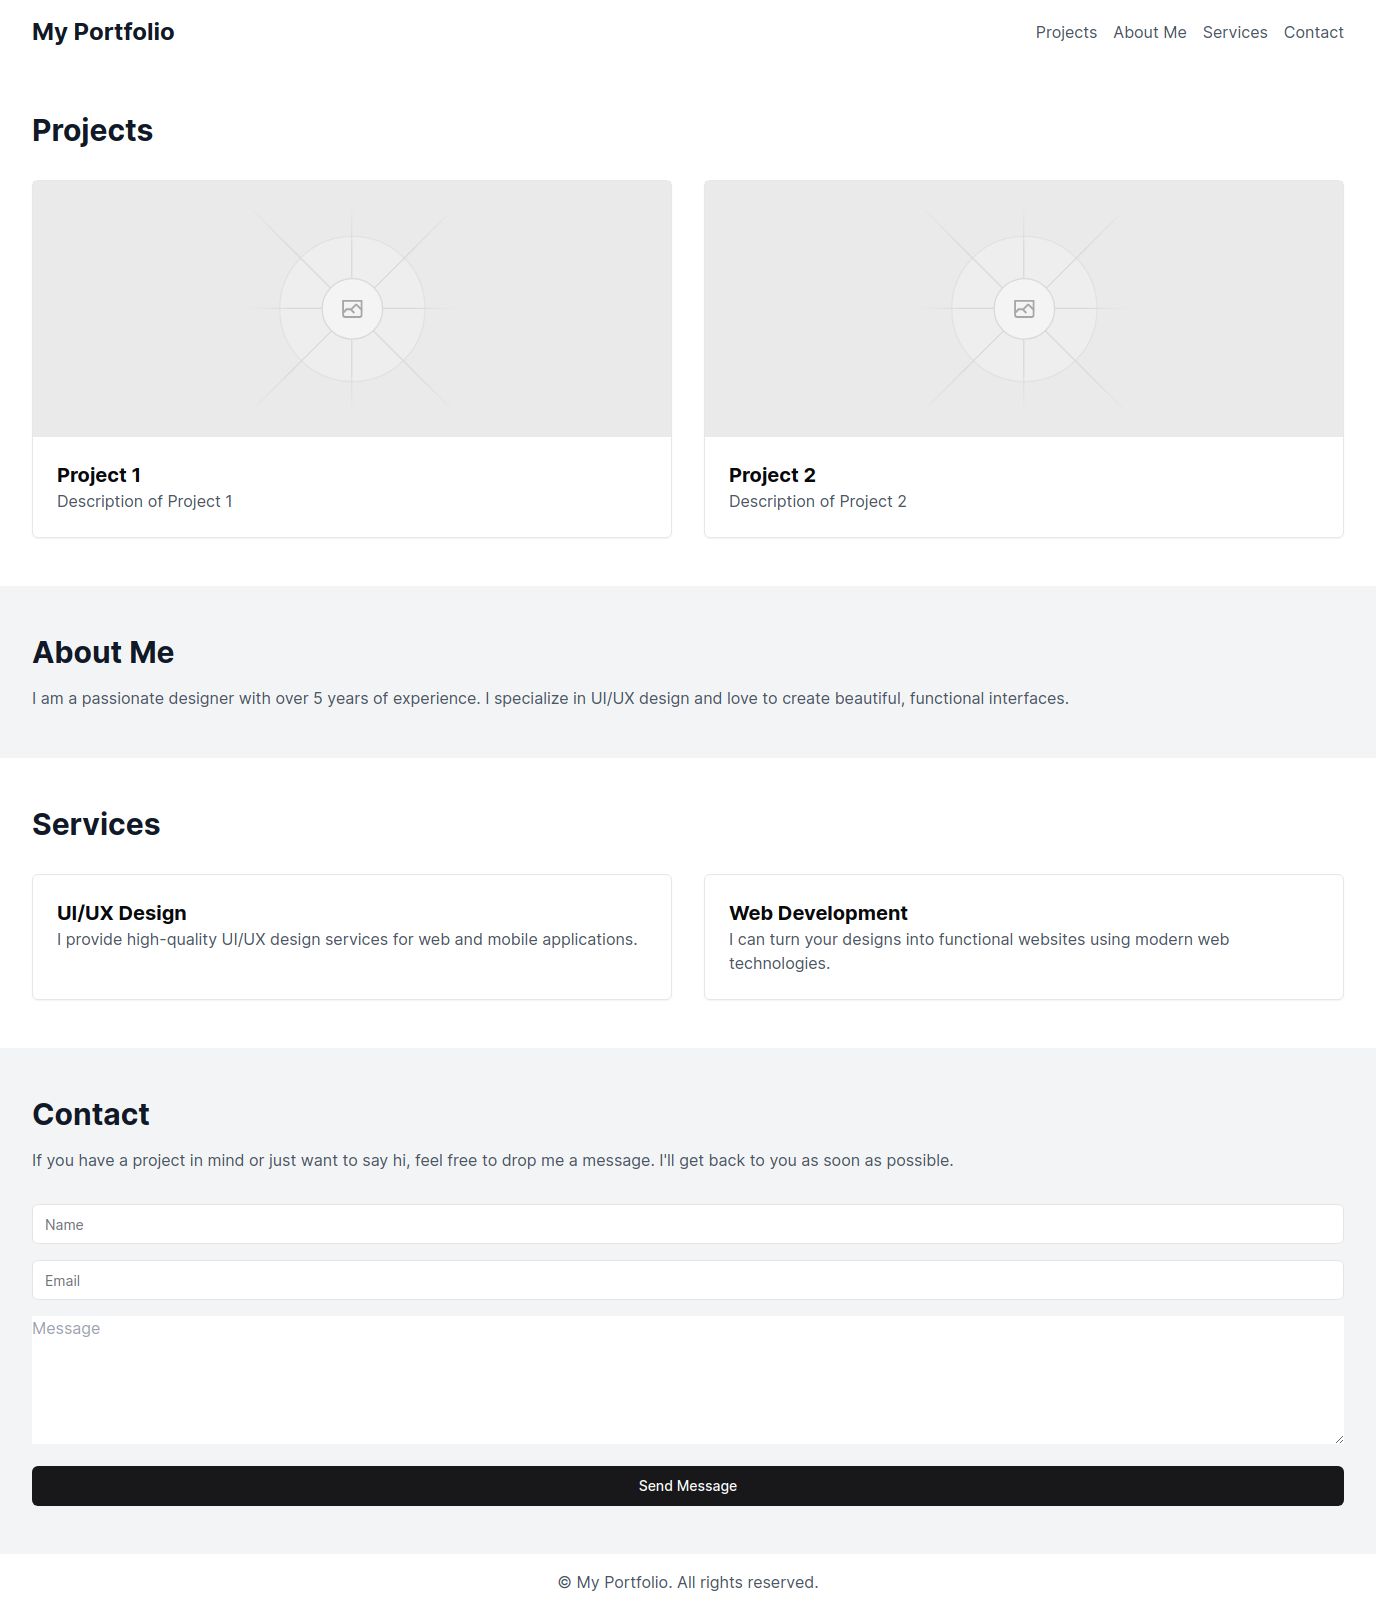 My Portfolio
Projects About Me Services Contact
Projects
Project 1
Description of Project 1
Project 2
Description of Project 2
About Me
I am a passionate designer with over 5 years of experience. I specialize in UI/UX design and love to create beautiful, functional interfaces.
Services
UI/UX Design
I provide high-quality UI/UX design services for web and mobile applications.
Web Development
I can turn your designs into functional websites using modern web
technologies.
Contact
If you have a project in mind or just want to say hi, feel free to drop me a message. I'll get back to you as soon as possible.
Name
Email
Message
Send Message
© My Portfolio. All rights reserved.